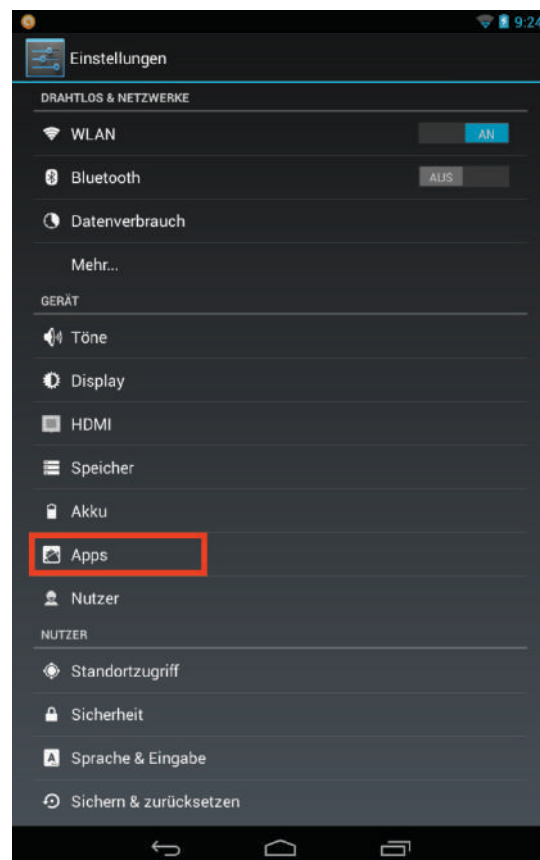 9:24
Einstellungen
DRAHTLOS & NETZWERKE
WLAN AN
Bluetooth AUS
Datenverbrauch
Mehr...
GERÄT
Töne
Display
HDMI
Speicher
Akku
Apps
Nutzer
NUTZER
Standortzugriff
Sicherheit
Sprache & Eingabe
Sichern & zurücksetzen